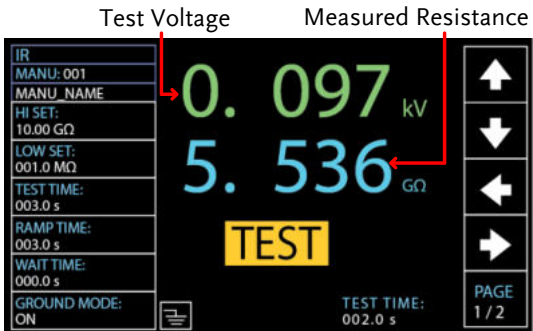 Test Voltage
Measured Resistance
IR
MANU: 001
MANU_NAME
HI SET:
10.00 GΩ
LOW SET:
001.0 MΩ
TEST TIME:
003.0 s
RAMP TIME:
003.0 s
WAIT TIME:
000.0 s
GROUND MODE:
ON
0. 097 kV
5. 536 GΩ
TEST
TEST TIME:
002.0 s
PAGE
1 / 2